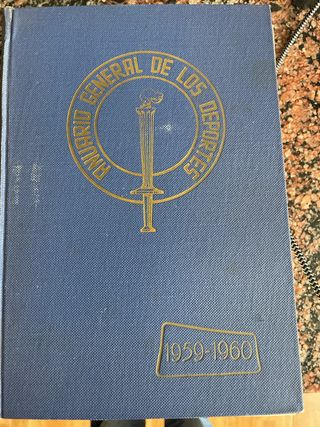 ANUARIO GENERAL DE LOS DEPORTES
1959-1960